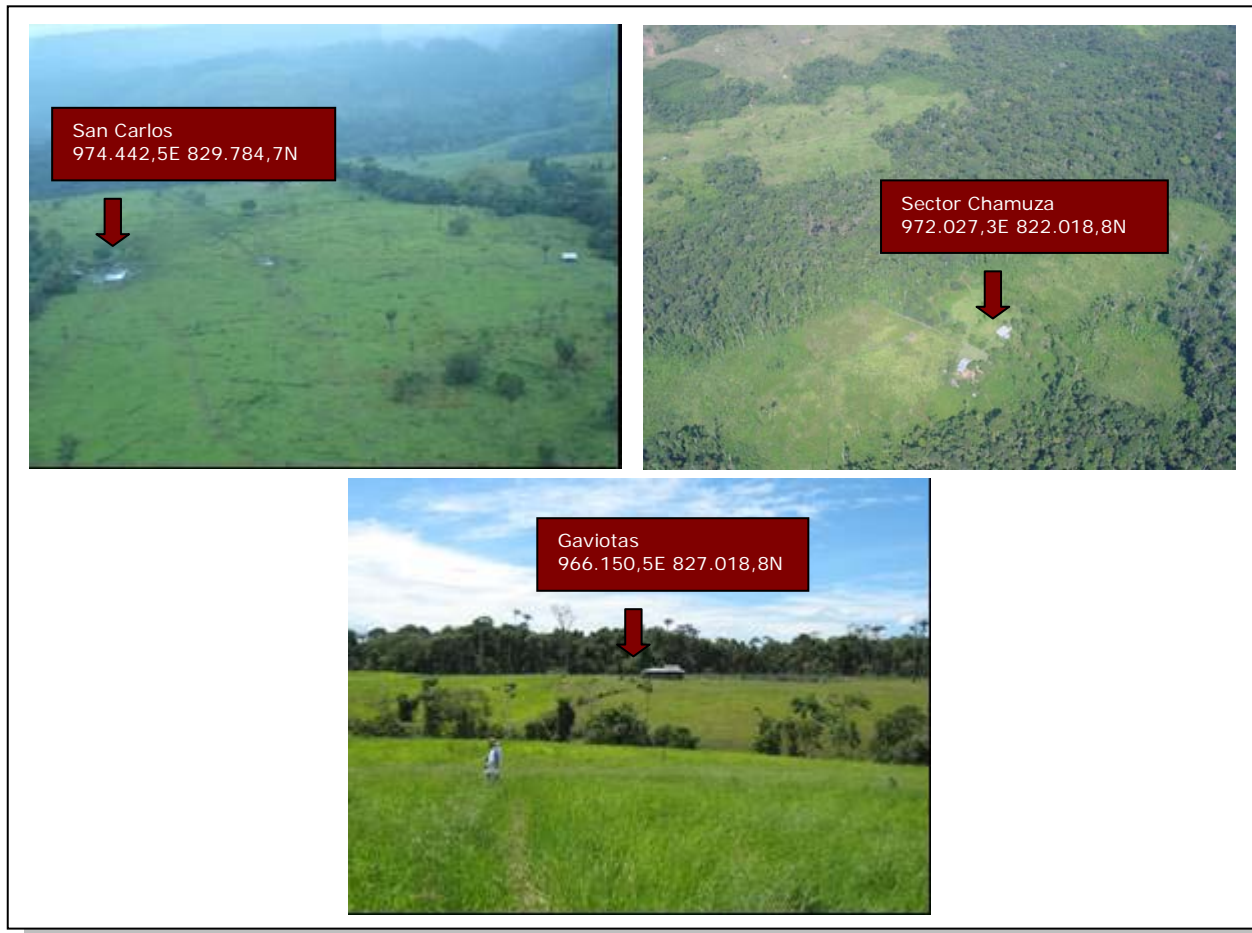 San Carlos
974.442,5E 829.784,7N
Sector Chamuza
972.027,3E 822.018,8N
Gaviotas
966.150,5E 827.018,8N